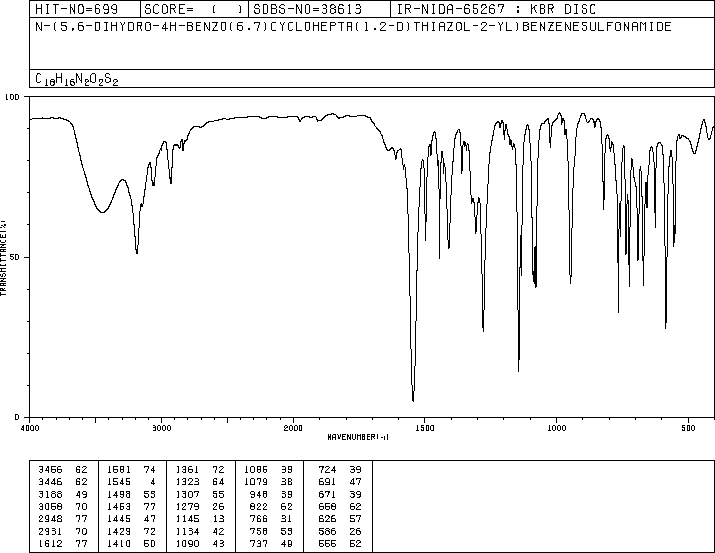 HIT-NO=699 SCORE= ( ) SDBS-NO=38613 IR-NIDA-65267 : KBR DISC
N-(5,6-DIHYDRO-4H-BENZO(6,7)CYCLOHEPTA(1,2-D)THIAZOL-2-YL)BENZENESULFONAMIDE
C18H16N2O2S2
100
50
0
TRANSMITTANCE(%)
4000 3000 2000 1500 1000 500
WAVENUMBER(-1)
3466 62 1581 74 1361 72 1086 39 724 39
3446 62 1545 4 1323 64 1079 38 691 47
3188 49 1498 53 1307 55 948 39 671 39
3068 70 1463 77 1279 26 822 62 658 62
2948 77 1445 47 1145 13 766 31 626 57
2931 70 1429 72 1134 42 758 53 586 26
1612 77 1410 50 1090 43 737 49 555 52